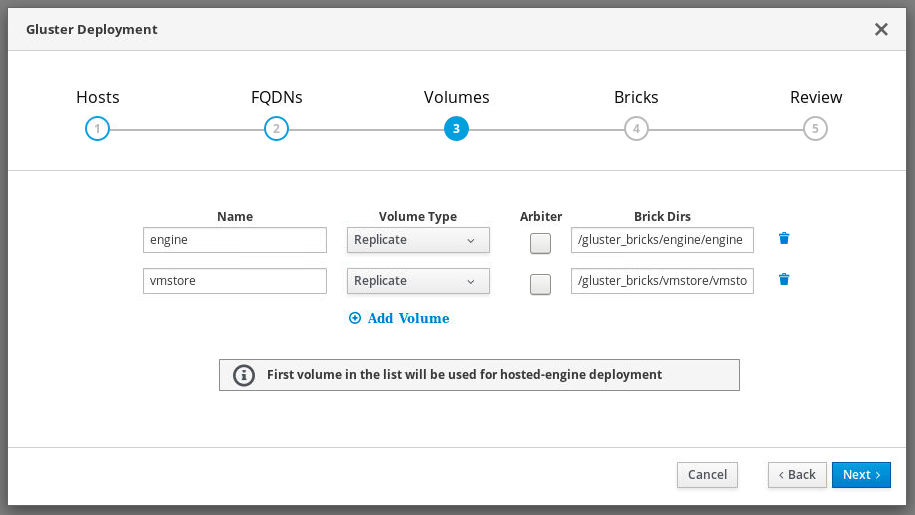 Gluster Deployment
Hosts FQDNs Volumes Bricks Review
1 2 3 4 5
Name Volume Type Arbiter Brick Dirs
engine Replicate /gluster_bricks/engine/engine
vmstore Replicate /gluster_bricks/vmstore/vmsto
Add Volume
First volume in the list will be used for hosted-engine deployment
Cancel Back Next